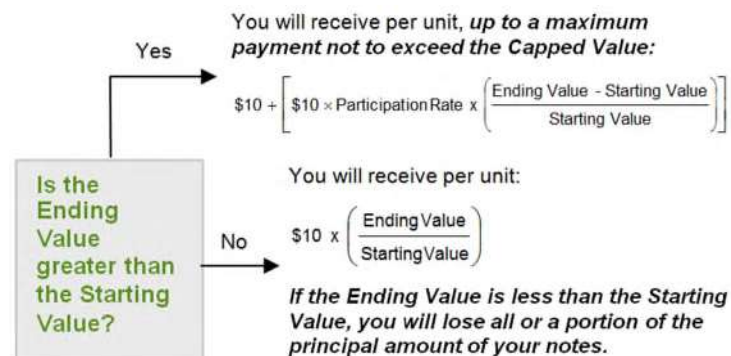 You will receive per unit, up to a maximum
payment not to exceed the Capped Value:
Yes
$10 + [ $10 × Participation Rate x ( Ending Value - Starting Value / Starting Value ) ]
Is the
Ending
Value
greater than
the Starting
Value?
No
You will receive per unit:
$10 x ( Ending Value / Starting Value )
If the Ending Value is less than the Starting
Value, you will lose all or a portion of the
principal amount of your notes.